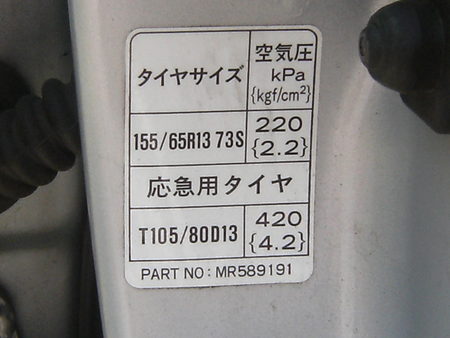 タイヤサイズ
空気圧
kPa
{kgf/cm²}
155/65R13 73S
220
{2.2}
応急用タイヤ
T105/80D13
420
{4.2}
PART NO: MR589191